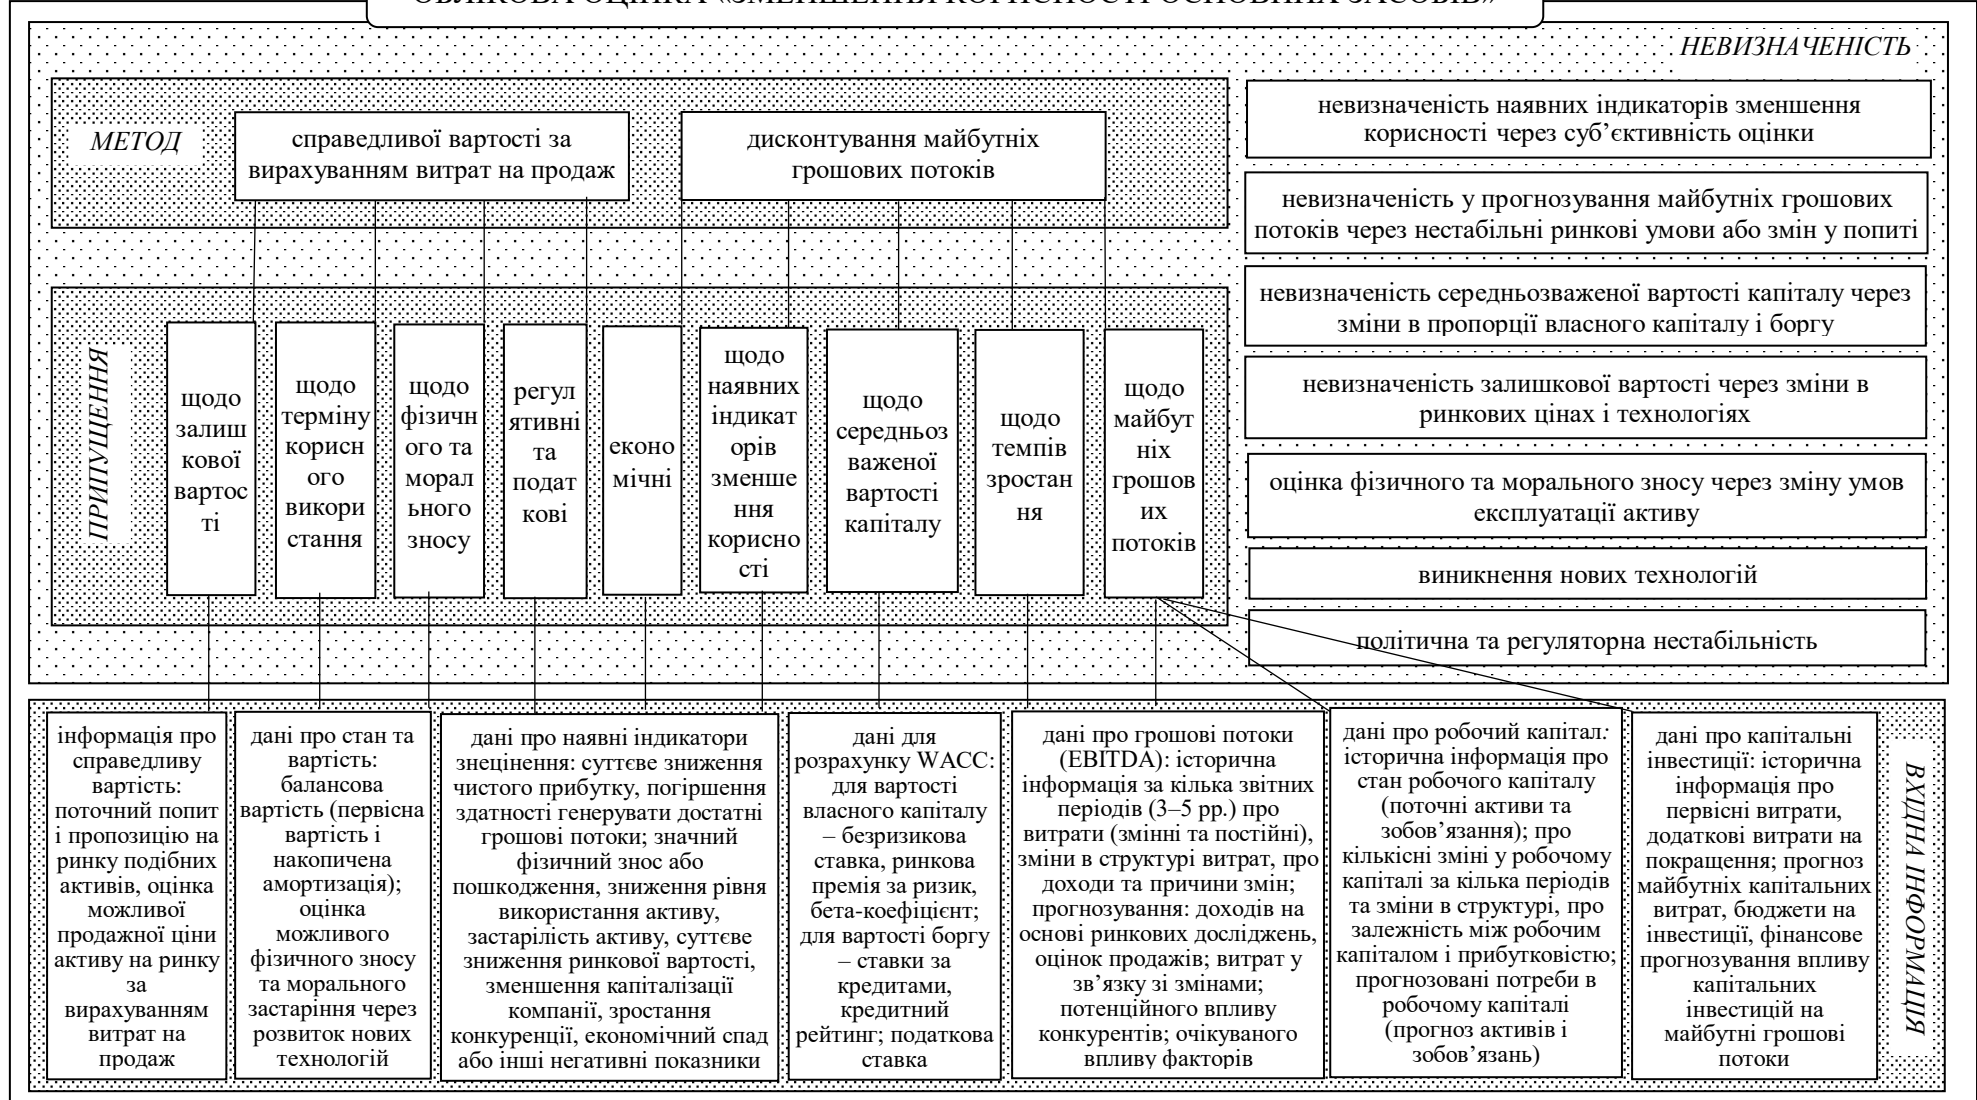 ОБЛІКОВА ОЦІНКА «ЗМЕНШЕННЯ КОРИСНОСТІ ОСНОВНИХ ЗАСОБІВ»
НЕВИЗНАЧЕНІСТЬ
МЕТОД
справедливої вартості за
вирахуванням витрат на продаж
дисконтування майбутніх
грошових потоків
невизначеність наявних індикаторів зменшення
корисності через суб’єктивність оцінки
невизначеність у прогнозування майбутніх грошових
потоків через нестабільні ринкові умови або змін у попиті
невизначеність середньозваженої вартості капіталу через
зміни в пропорції власного капіталу і боргу
невизначеність залишкової вартості через зміни в
ринкових цінах і технологіях
оцінка фізичного та морального зносу через зміну умов
експлуатації активу
виникнення нових технологій
політична та регуляторна нестабільність
ПРИПУЩЕННЯ
щодо
залиш
кової
вартос
ті
щодо
терміну
корисн
ого
викори
стання
щодо
фізичн
ого та
морал
ьного
зносу
регул
ятивні
та
подат
кові
еконо
мічні
щодо
наявних
індикат
орів
зменше
ння
корисно
сті
щодо
середньоз
важеної
вартості
капіталу
щодо
темпів
зростан
ня
щодо
майбут
ніх
грошов
их
потоків
інформація про
справедливу
вартість:
поточний попит
і пропозицію на
ринку подібних
активів, оцінка
можливої
продажної ціни
активу на ринку
за
вирахуванням
витрат на
продаж
дані про стан та
вартість:
балансова
вартість (первісна
вартість і
накопичена
амортизація);
оцінка
можливого
фізичного зносу
та морального
застаріння через
розвиток нових
технологій
дані про наявні індикатори
знецінення: суттєве зниження
чистого прибутку, погіршення
здатності генерувати достатні
грошові потоки; значний
фізичний знос або
пошкодження, зниження рівня
використання активу,
застарілість активу, суттєве
зниження ринкової вартості,
зменшення капіталізації
компанії, зростання
конкуренції, економічний спад
або інші негативні показники
дані для
розрахунку WACC:
для вартості
власного капіталу
– безризикова
ставка, ринкова
премія за ризик,
бета-коефіцієнт;
для вартості боргу
– ставки за
кредитами,
кредитний
рейтинг; податкова
ставка
дані про грошові потоки
(EBITDA): історична
інформація за кілька звітних
періодів (3–5 рр.) про
витрати (змінні та постійні),
зміни в структурі витрат, про
доходи та причини змін;
прогнозування: доходів на
основі ринкових досліджень,
оцінок продажів; витрат у
зв’язку зі змінами;
потенційного впливу
конкурентів; очікуваного
впливу факторів
дані про робочий капітал:
історична інформація про
стан робочого капіталу
(поточні активи та
зобов’язання); про
кількісні зміні у робочому
капіталі за кілька періодів
та зміни в структурі, про
залежність між робочим
капіталом і прибутковістю;
прогнозовані потреби в
робочому капіталі
(прогноз активів і
зобов’язань)
дані про капітальні
інвестиції: історична
інформація про
первісні витрати,
додаткові витрати на
покращення; прогноз
майбутніх капітальних
витрат, бюджети на
інвестиції, фінансове
прогнозування впливу
капітальних
інвестицій на
майбутні грошові
потоки
ВХІДНА ІНФОРМАЦІЯ